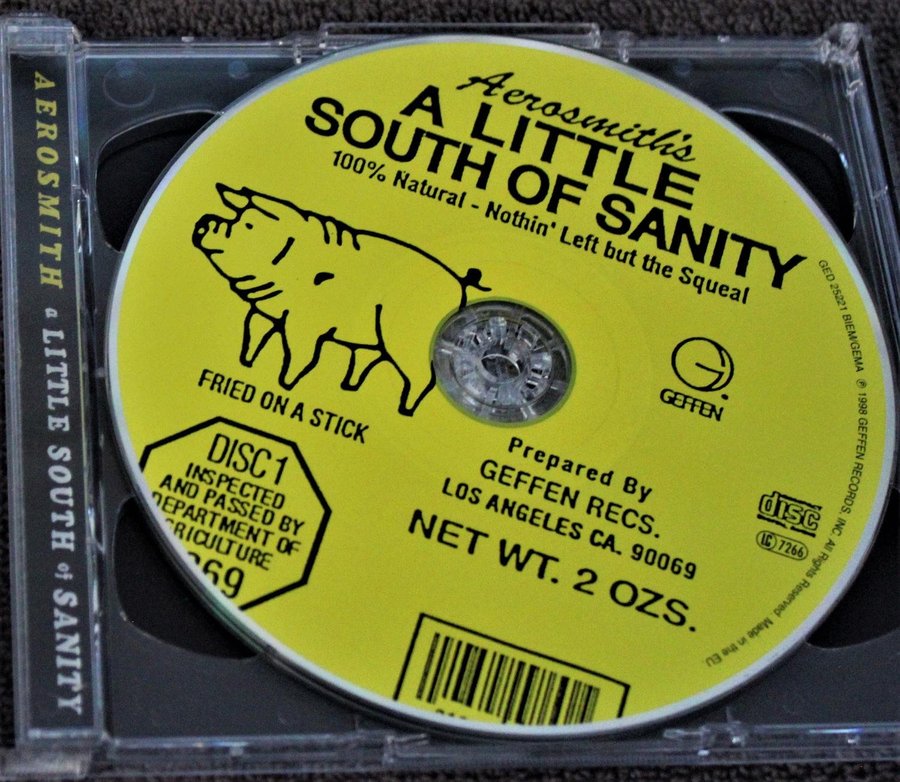 AEROSMITH a LITTLE SOUTH of SANITY
Aerosmith's
A LITTLE
SOUTH OF SANITY
100% Natural - Nothin' Left but the Squeal
FRIED ON A STICK
GEFFEN
DISC 1
INSPECTED
AND PASSED BY
DEPARTMENT OF
GRICULTURE
69
Prepared By
GEFFEN RECS.
LOS ANGELES CA. 90069
NET WT. 2 OZS.
disc
LC 7266
GED 25221 BIEM/GEMA ℗ 1998 GEFFEN RECORDS, INC. All Rights Reserved. Made in the EU.